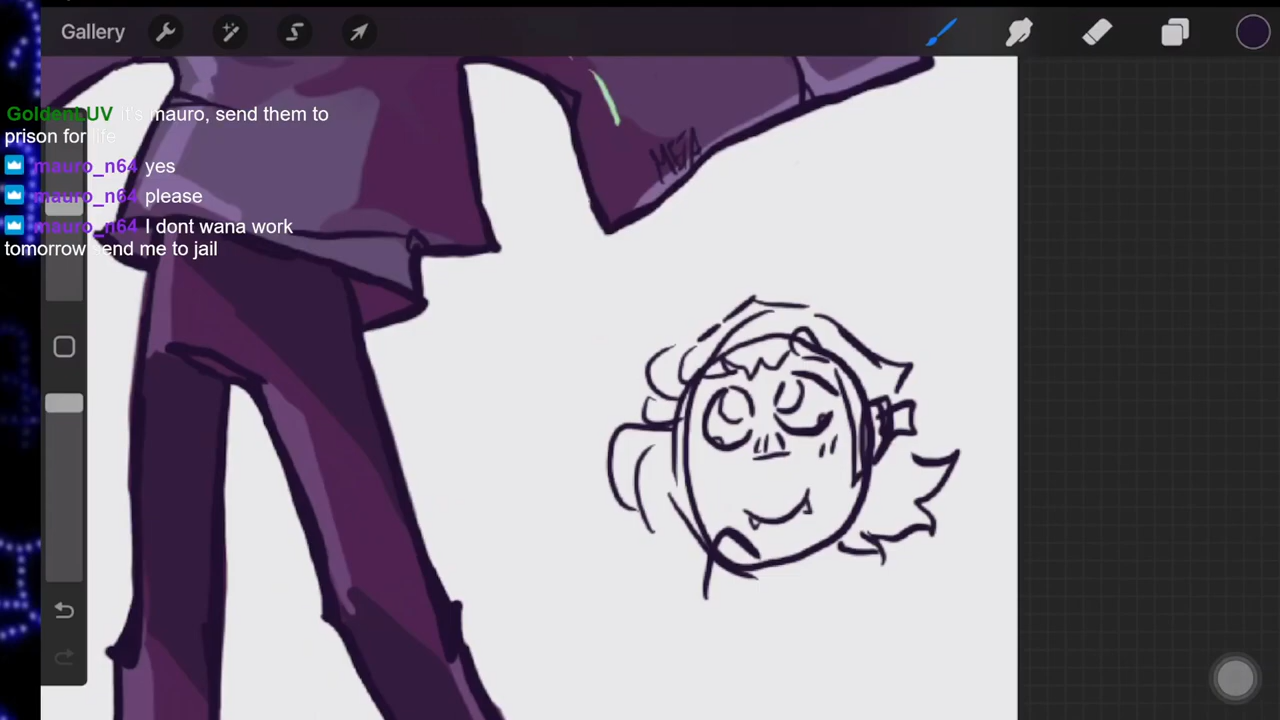 Gallery
GoldenLUV it's mauro, send them to
prison for life
mauro_n64 yes
mauro_n64 please
mauro_n64 I dont wana work
tomorrow send me to jail